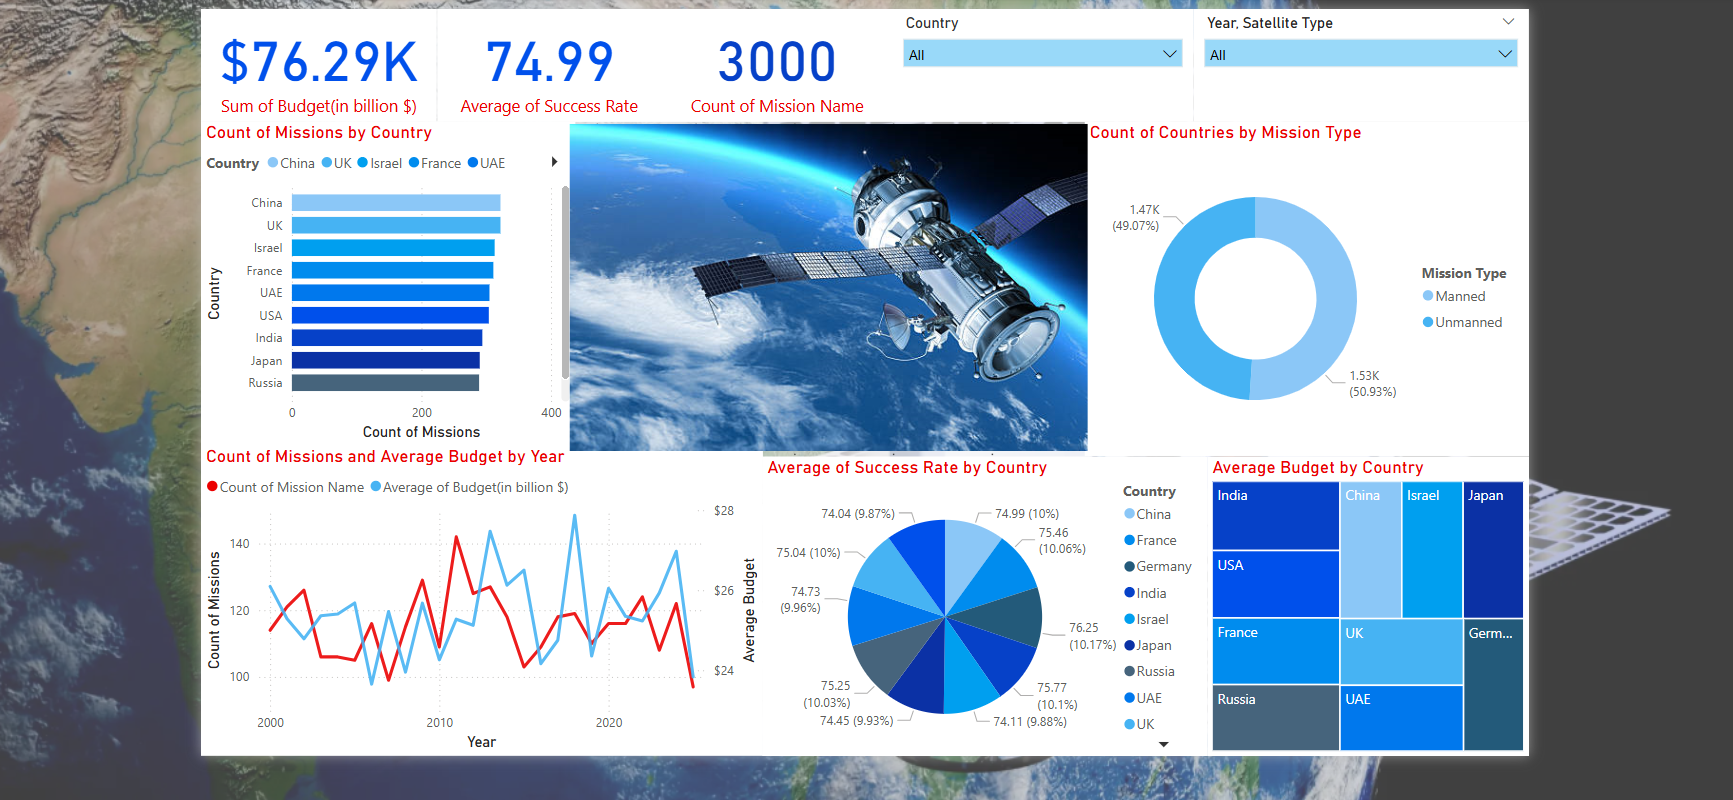 $76.29K
Sum of Budget(in billion $)
74.99
Average of Success Rate
3000
Count of Mission Name
Country
All
Year, Satellite Type
All
Count of Missions by Country
Country China UK Israel France UAE
Country
China
UK
Israel
France
UAE
USA
India
Japan
Russia
0 200 400
Count of Missions
Count of Countries by Mission Type
1.47K
(49.07%)
1.53K
(50.93%)
Mission Type
Manned
Unmanned
Count of Missions and Average Budget by Year
Count of Mission Name Average of Budget(in billion $)
Count of Missions
140
120
100
$28
$26
$24
Average Budget
2000 2010 2020
Year
Average of Success Rate by Country
74.04 (9.87%)
74.99 (10%)
75.04 (10%)
75.46
(10.06%)
74.73
(9.96%)
76.25
(10.17%)
75.25
(10.03%)
75.77
(10.1%)
74.45 (9.93%)
74.11 (9.88%)
Country
China
France
Germany
India
Israel
Japan
Russia
UAE
UK
Average Budget by Country
India
China
Israel
Japan
USA
France
UK
Germ...
Russia
UAE